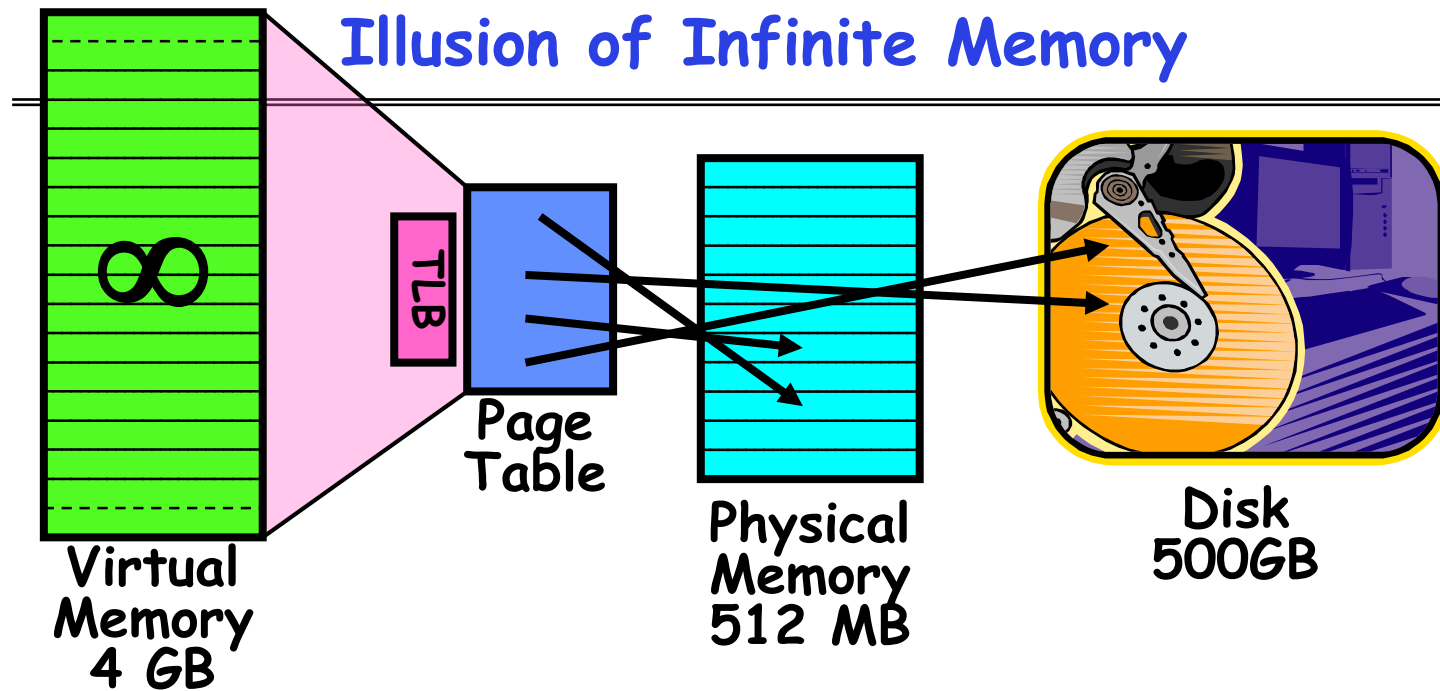 Illusion of Infinite Memory
∞
TLB
Page
Table
Virtual
Memory
4 GB
Physical
Memory
512 MB
Disk
500GB